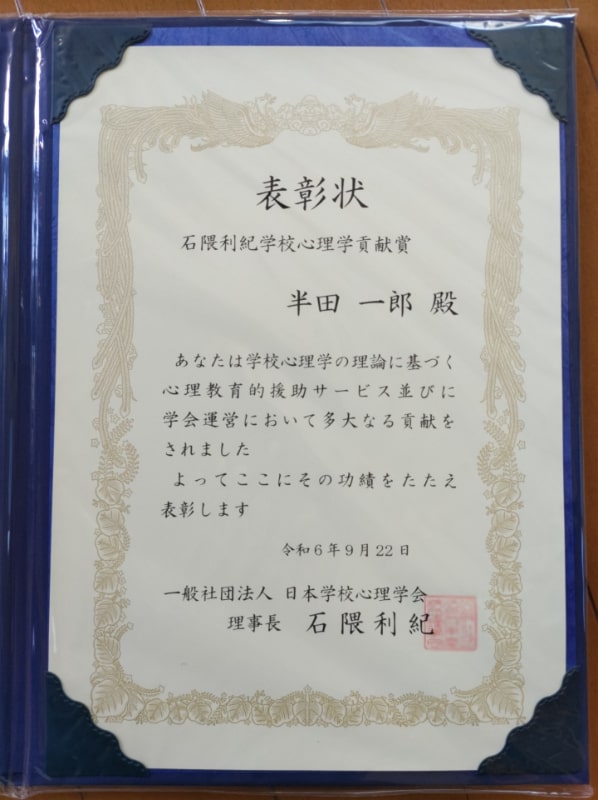 表彰状
石隈利紀学校心理学貢献賞
半田 一郎 殿
あなたは学校心理学の理論に基づく
心理教育的援助サービス並びに
学会運営において多大なる貢献を
されました
よってここにその功績をたたえ
表彰します
令和6年9月22日
一般社団法人 日本学校心理学会
理事長 石隈利紀